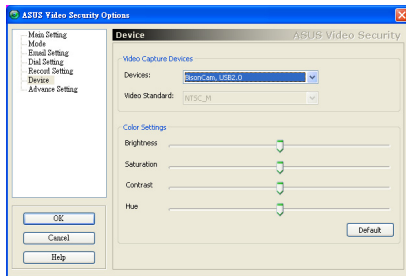 ASUS Video Security Options
Main Setting
Mode
Email Setting
Dial Setting
Record Setting
Device
Advance Setting
OK
Cancel
Help
Device
ASUS Video Security
Video Capture Devices
Devices:
BisonCam, USB2.0
Video Standard:
NTSC_M
Color Settings
Brightness
Saturation
Contrast
Hue
Default